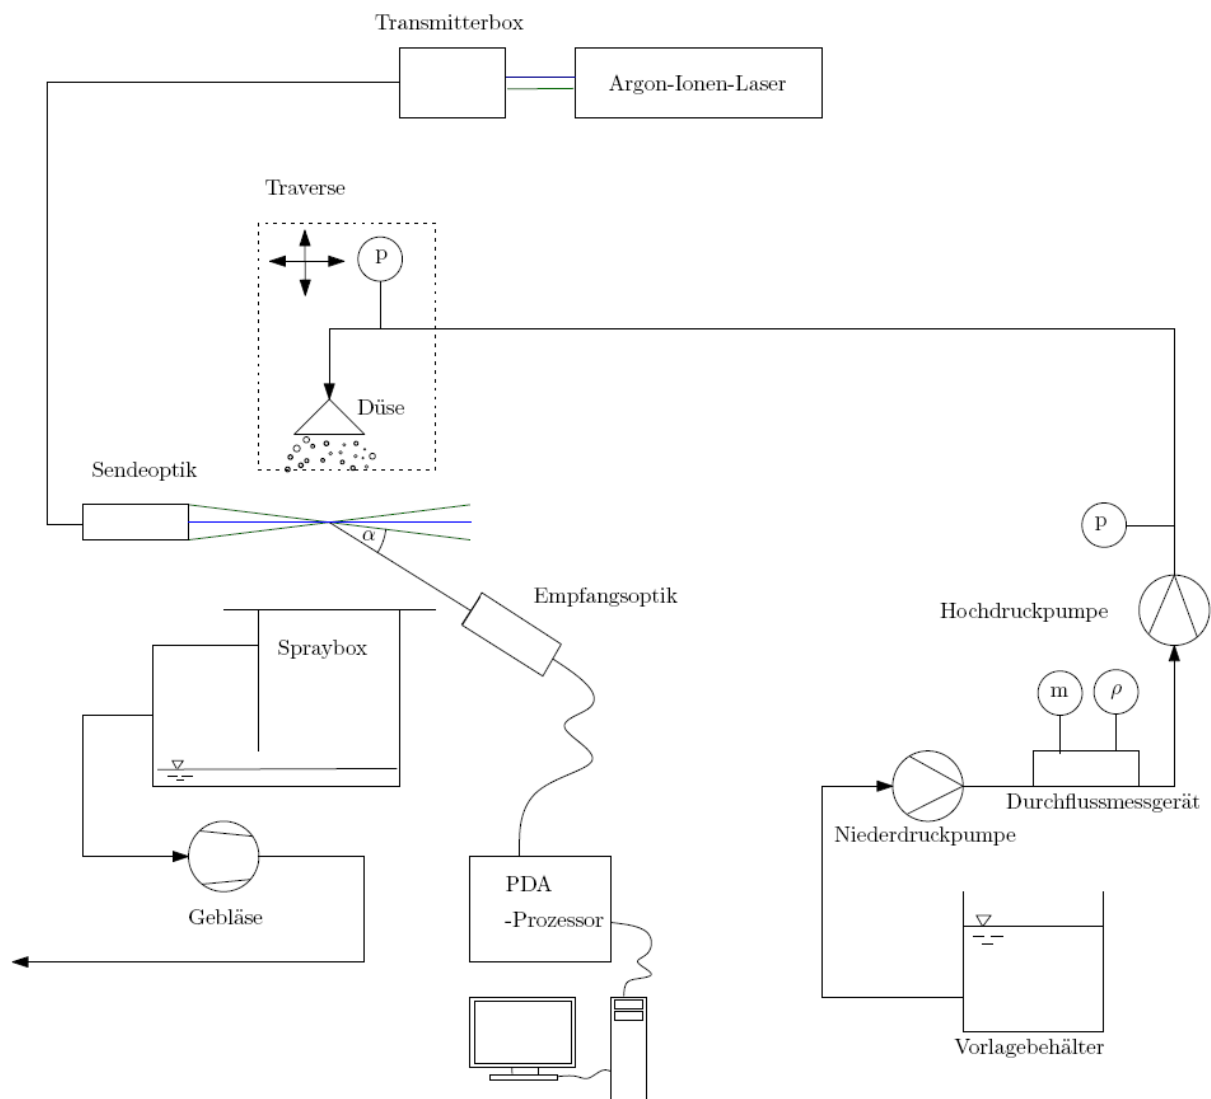 Transmitterbox
Argon-Ionen-Laser
Traverse
p
Düse
Sendeoptik
α
p
Empfangsoptik
Hochdruckpumpe
Spraybox
m
ρ
Durchflussmessgerät
Niederdruckpumpe
PDA
-Prozessor
Gebläse
Vorlagebehälter